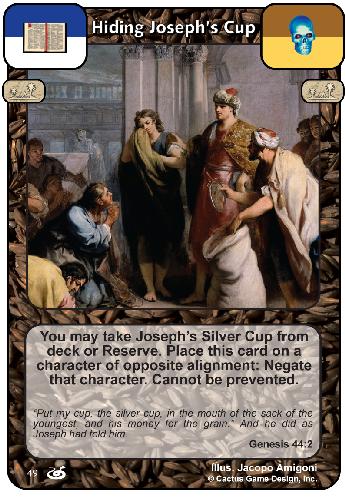 Hiding Joseph's Cup
You may take Joseph's Silver Cup from
deck or Reserve. Place this card on a
character of opposite alignment: Negate
that character. Cannot be prevented.
"Put my cup, the silver cup, in the mouth of the sack of the
youngest, and his money for the grain." And he did as
Joseph had told him.
Genesis 44:2
Illus. Jacopo Amigoni
© Cactus Game Design, Inc.